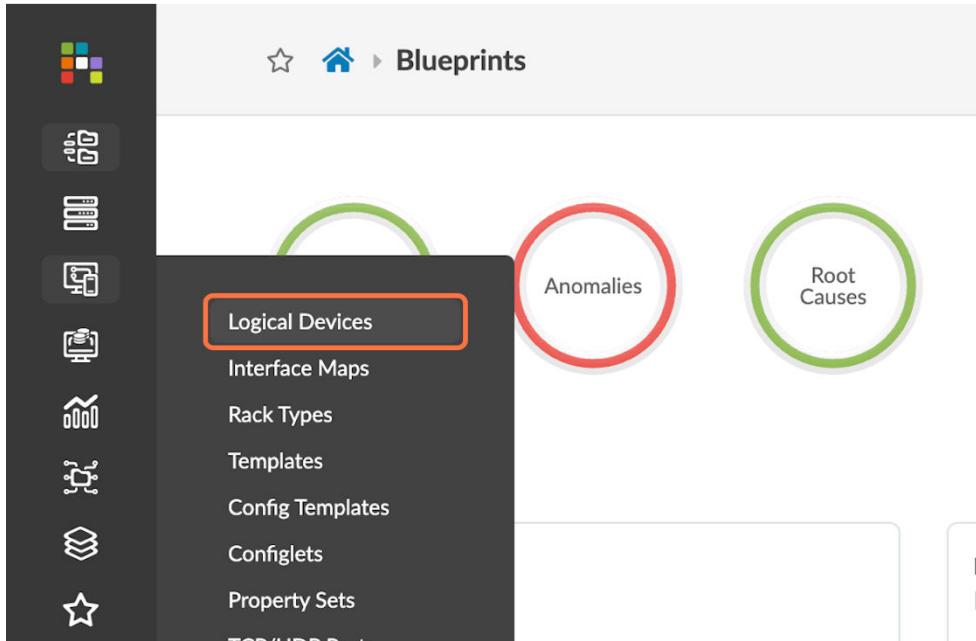 Blueprints
Anomalies
Root
Causes
Logical Devices
Interface Maps
Rack Types
Templates
Config Templates
Configlets
Property Sets